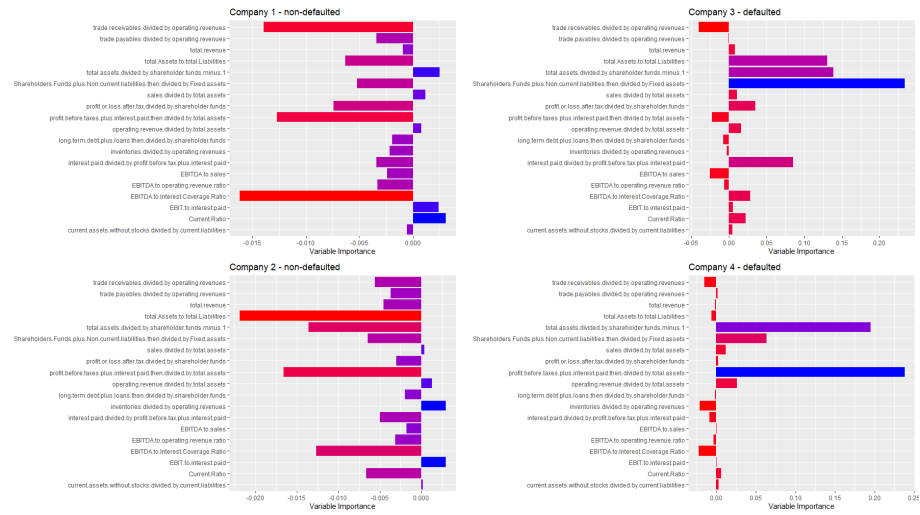 Company 1 - non-defaulted
trade.receivables.divided.by.operating.revenues
trade.payables.divided.by.operating.revenues
total.revenue
total.Assets.to.total.Liabilities
total.assets.divided.by.shareholder.funds.minus.1
Shareholders.Funds.plus.Non.current.liabilities.then.divided.by.Fixed.assets
sales.divided.by.total.assets
profit.or.loss.after.tax.divided.by.shareholder.funds
profit.before.taxes.plus.interest.paid.then.divided.by.total.assets
operating.revenue.divided.by.total.assets
long.term.debt.plus.loans.then.divided.by.shareholder.funds
inventories.divided.by.operating.revenues
interest.paid.divided.by.profit.before.tax.plus.interest.paid
EBITDA.to.sales
EBITDA.to.operating.revenue.ratio
EBITDA.to.Interest.Coverage.Ratio
EBIT.to.interest.paid
Current.Ratio
current.assets.without.stocks.divided.by.current.liabilities
-0.015 -0.010 -0.005 0.000
Variable Importance
Company 3 - defaulted
trade.receivables.divided.by.operating.revenues
trade.payables.divided.by.operating.revenues
total.revenue
total.Assets.to.total.Liabilities
total.assets.divided.by.shareholder.funds.minus.1
Shareholders.Funds.plus.Non.current.liabilities.then.divided.by.Fixed.assets
sales.divided.by.total.assets
profit.or.loss.after.tax.divided.by.shareholder.funds
profit.before.taxes.plus.interest.paid.then.divided.by.total.assets
operating.revenue.divided.by.total.assets
long.term.debt.plus.loans.then.divided.by.shareholder.funds
inventories.divided.by.operating.revenues
interest.paid.divided.by.profit.before.tax.plus.interest.paid
EBITDA.to.sales
EBITDA.to.operating.revenue.ratio
EBITDA.to.Interest.Coverage.Ratio
EBIT.to.interest.paid
Current.Ratio
current.assets.without.stocks.divided.by.current.liabilities
-0.05 0.00 0.05 0.10 0.15 0.20
Variable Importance
Company 2 - non-defaulted
trade.receivables.divided.by.operating.revenues
trade.payables.divided.by.operating.revenues
total.revenue
total.Assets.to.total.Liabilities
total.assets.divided.by.shareholder.funds.minus.1
Shareholders.Funds.plus.Non.current.liabilities.then.divided.by.Fixed.assets
sales.divided.by.total.assets
profit.or.loss.after.tax.divided.by.shareholder.funds
profit.before.taxes.plus.interest.paid.then.divided.by.total.assets
operating.revenue.divided.by.total.assets
long.term.debt.plus.loans.then.divided.by.shareholder.funds
inventories.divided.by.operating.revenues
interest.paid.divided.by.profit.before.tax.plus.interest.paid
EBITDA.to.sales
EBITDA.to.operating.revenue.ratio
EBITDA.to.Interest.Coverage.Ratio
EBIT.to.interest.paid
Current.Ratio
current.assets.without.stocks.divided.by.current.liabilities
-0.020 -0.015 -0.010 -0.005 0.000
Variable Importance
Company 4 - defaulted
trade.receivables.divided.by.operating.revenues
trade.payables.divided.by.operating.revenues
total.revenue
total.Assets.to.total.Liabilities
total.assets.divided.by.shareholder.funds.minus.1
Shareholders.Funds.plus.Non.current.liabilities.then.divided.by.Fixed.assets
sales.divided.by.total.assets
profit.or.loss.after.tax.divided.by.shareholder.funds
profit.before.taxes.plus.interest.paid.then.divided.by.total.assets
operating.revenue.divided.by.total.assets
long.term.debt.plus.loans.then.divided.by.shareholder.funds
inventories.divided.by.operating.revenues
interest.paid.divided.by.profit.before.tax.plus.interest.paid
EBITDA.to.sales
EBITDA.to.operating.revenue.ratio
EBITDA.to.Interest.Coverage.Ratio
EBIT.to.interest.paid
Current.Ratio
current.assets.without.stocks.divided.by.current.liabilities
0.00 0.05 0.10 0.15 0.20 0.25
Variable Importance